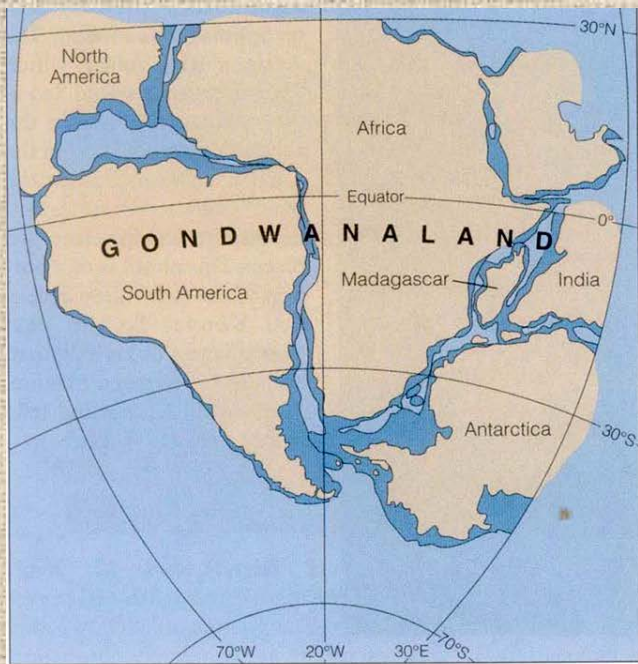 30°N
North
America
Africa
Equator
0°
GONDWANALAND
South America
Madagascar
India
Antarctica
30°S
70°W
20°W
30°E
70°S